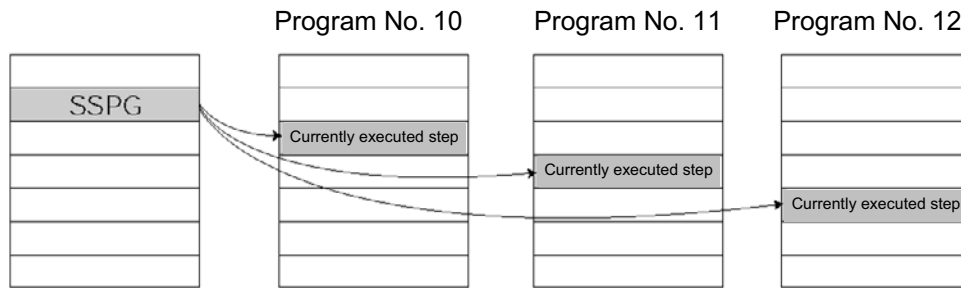 Program No. 10
Program No. 11
Program No. 12
SSPG
Currently executed step
Currently executed step
Currently executed step